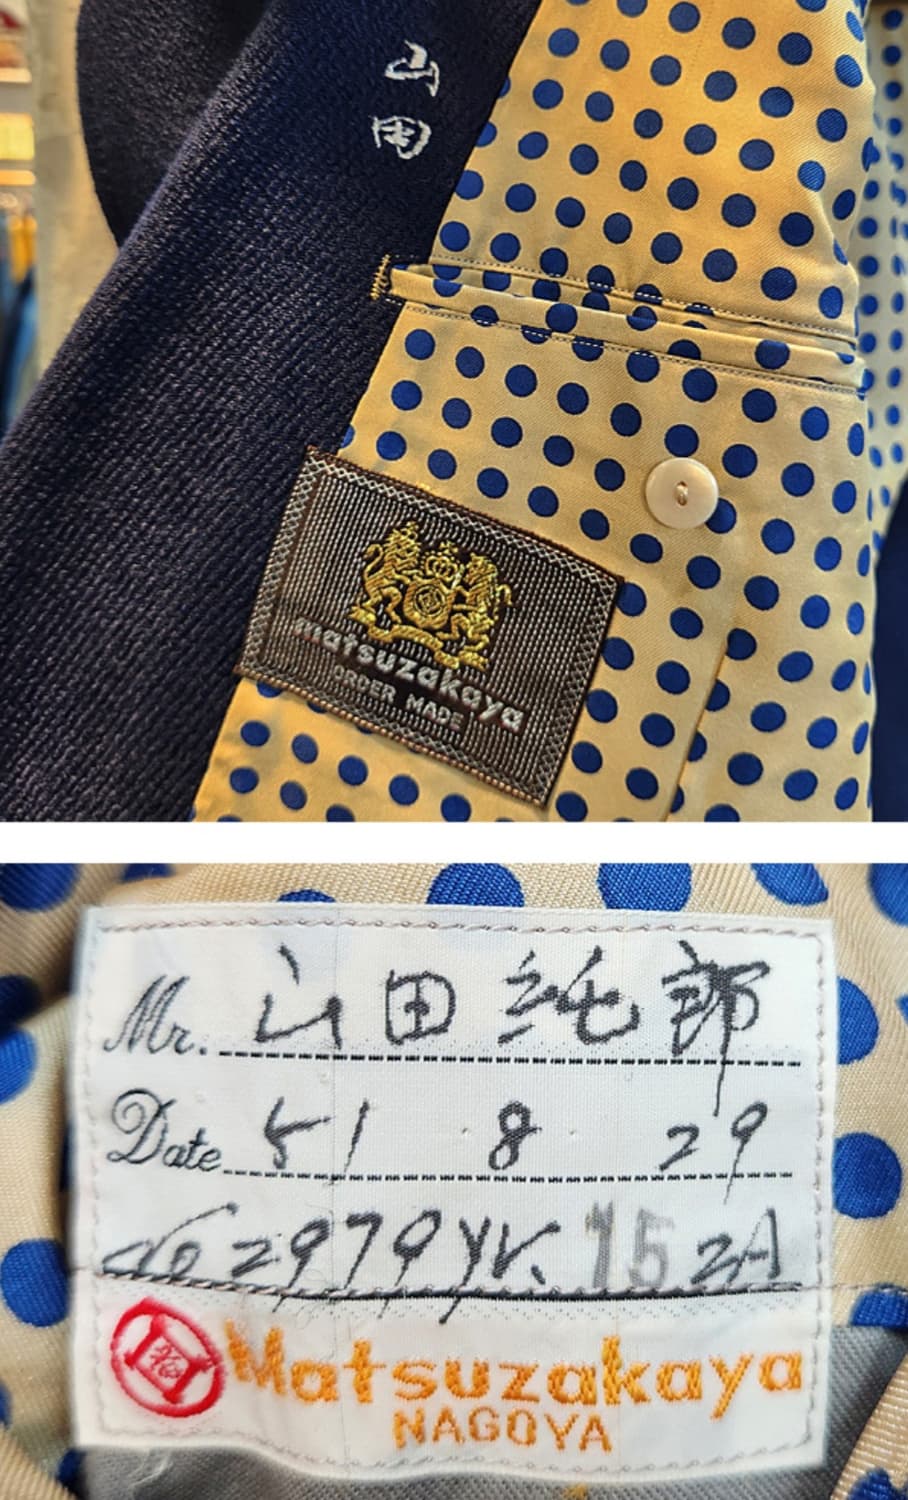 山田
matsuzakaya
ORDER MADE
Mr. 山田純郎
Date 51 8 29
No 2979 yv. 15 2A
Matsuzakaya
NAGOYA